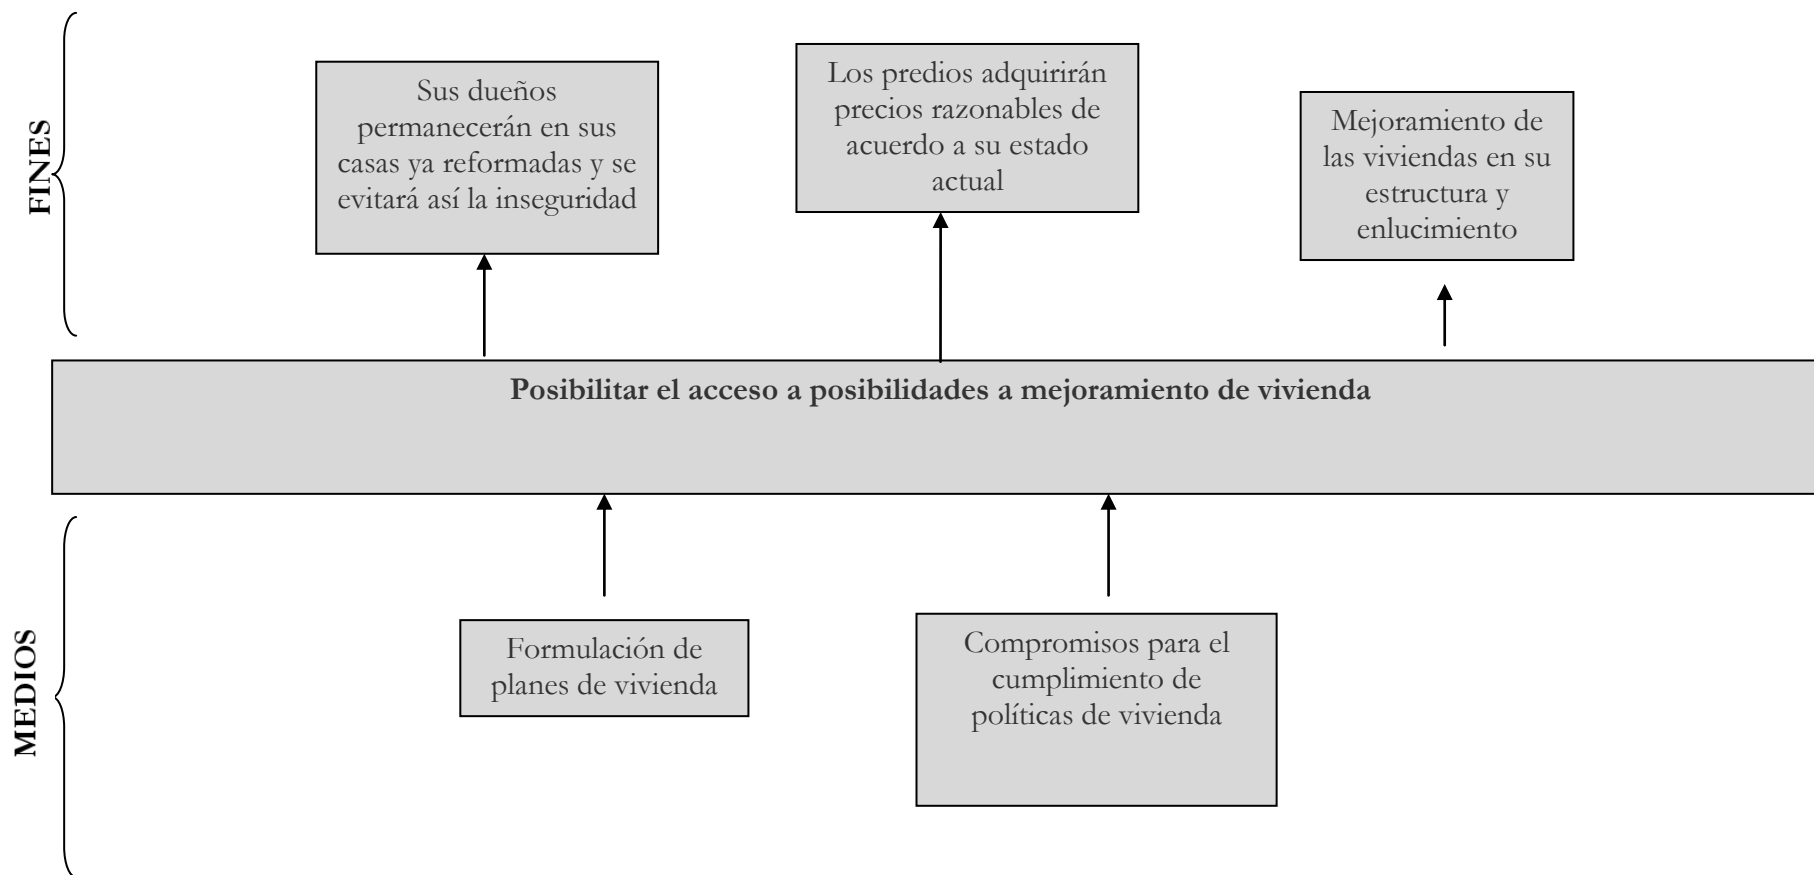 FINES
Sus dueños
permanecerán en sus
casas ya reformadas y se
evitará así la inseguridad
Los predios adquirirán
precios razonables de
acuerdo a su estado
actual
Mejoramiento de
las viviendas en su
estructura y
enlucimiento
Posibilitar el acceso a posibilidades a mejoramiento de vivienda
MEDIOS
Formulación de
planes de vivienda
Compromisos para el
cumplimiento de
políticas de vivienda